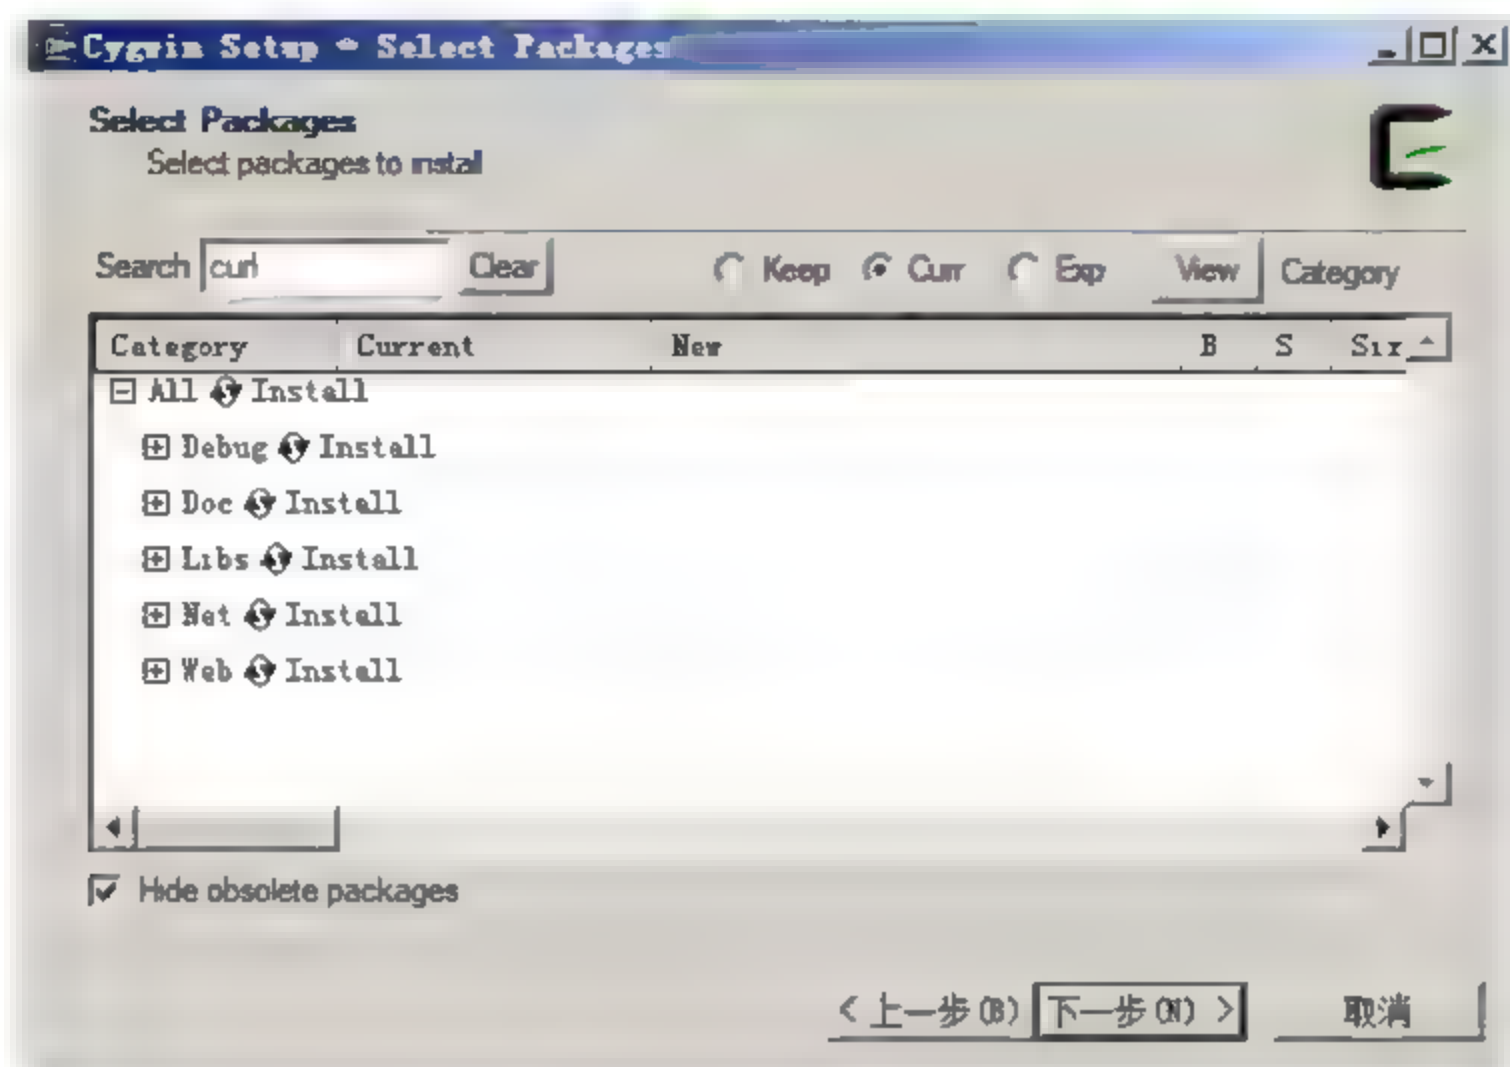 Cygwin Setup - Select Packages
Select Packages
Select packages to install
Search curl Clear Keep Curr Exp View Category
Category Current New B S Siz
All Install
Debug Install
Doc Install
Libs Install
Net Install
Web Install
Hide obsolete packages
< 上一步(B) 下一步(N) > 取消